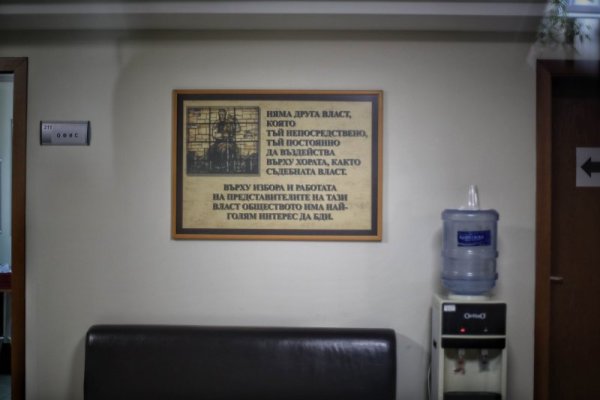 НЯМА ДРУГА ВЛАСТ,
КОЯТО
ТЪЙ НЕПОСРЕДСТВЕНО,
ТЪЙ ПОСТОЯННО
ДА ВЪЗДЕЙСТВА
ВЪРХУ ХОРАТА, КАКТО
СЪДЕБНАТА ВЛАСТ.
ВЪРХУ ИЗБОРА И РАБОТАТА
НА ПРЕДСТАВИТЕЛИТЕ НА ТАЗИ
ВЛАСТ ОБЩЕСТВОТО ИМА НАЙ-
ГОЛЯМ ИНТЕРЕС ДА БДИ.
211
ОФИС